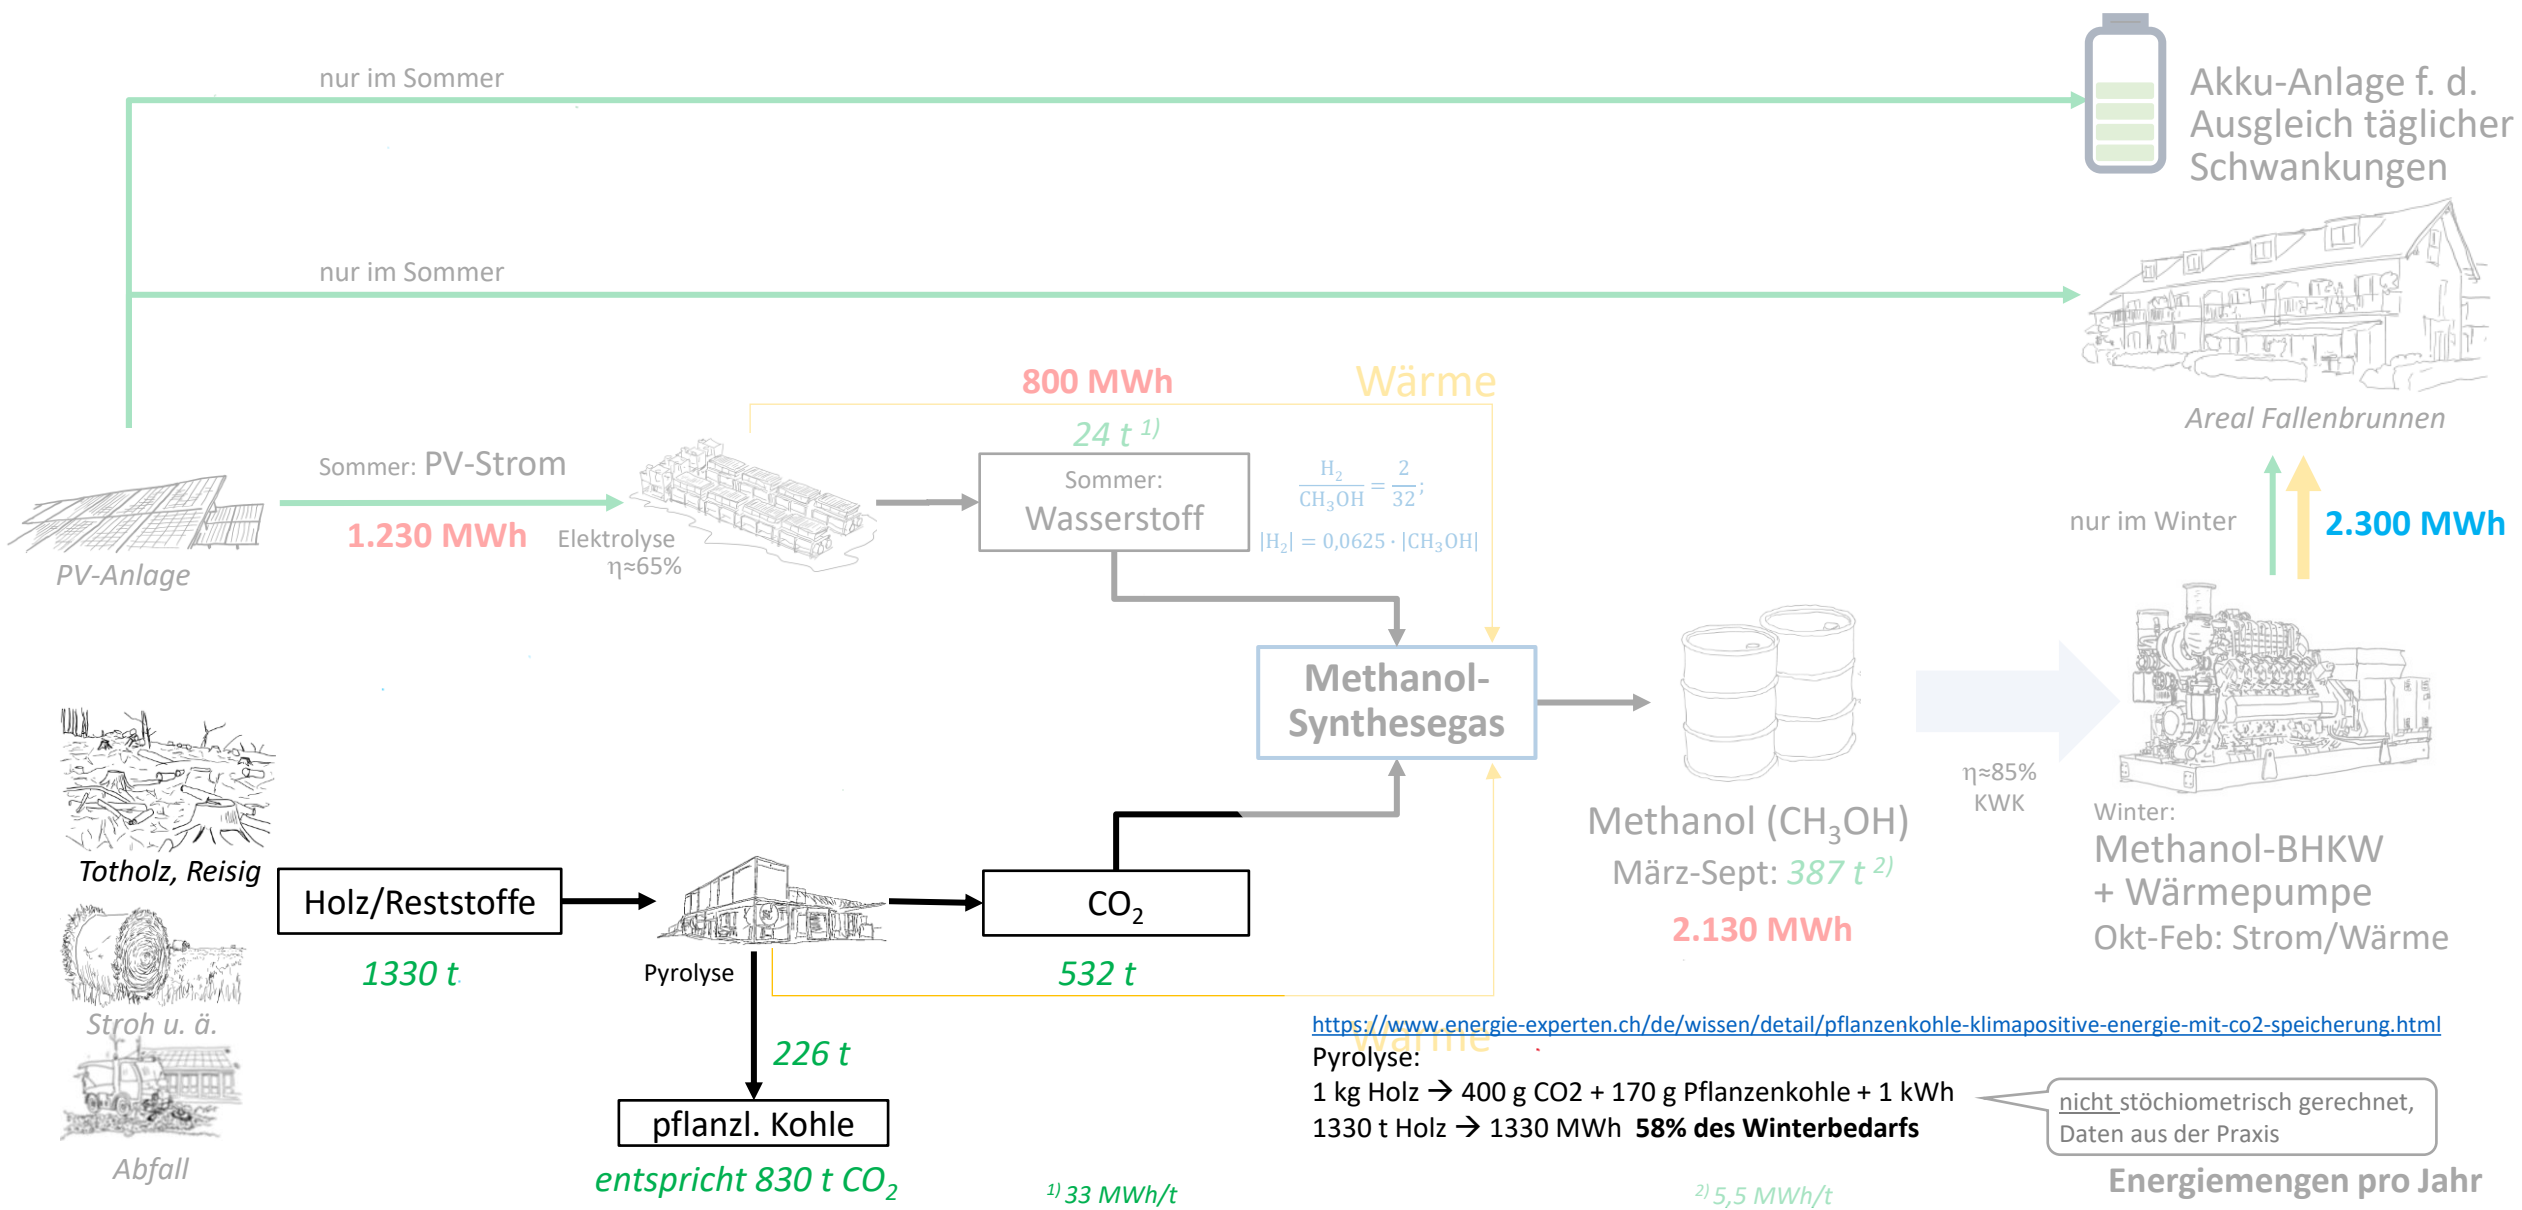 nur im Sommer
Akku-Anlage f. d.
Ausgleich täglicher
Schwankungen
nur im Sommer
Areal Fallenbrunnen
800 MWh
Wärme
24 t 1)
Sommer: PV-Strom
1.230 MWh
PV-Anlage
Elektrolyse
η≈65%
Sommer:
Wasserstoff
H2/CH3OH = 2/32;
|H2| = 0,0625 · |CH3OH|
nur im Winter
2.300 MWh
Methanol-
Synthesegas
η≈85%
KWK
Methanol (CH3OH)
März-Sept: 387 t 2)
2.130 MWh
Winter:
Methanol-BHKW
+ Wärmepumpe
Okt-Feb: Strom/Wärme
Totholz, Reisig
Holz/Reststoffe
1330 t
Pyrolyse
CO2
532 t
Stroh u. ä.
Abfall
226 t
pflanzl. Kohle
entspricht 830 t CO2
Wärme
https://www.energie-experten.ch/de/wissen/detail/pflanzenkohle-klimapositive-energie-mit-co2-speicherung.html
Pyrolyse:
1 kg Holz → 400 g CO2 + 170 g Pflanzenkohle + 1 kWh
1330 t Holz → 1330 MWh 58% des Winterbedarfs
nicht stöchiometrisch gerechnet,
Daten aus der Praxis
1) 33 MWh/t
2) 5,5 MWh/t
Energiemengen pro Jahr